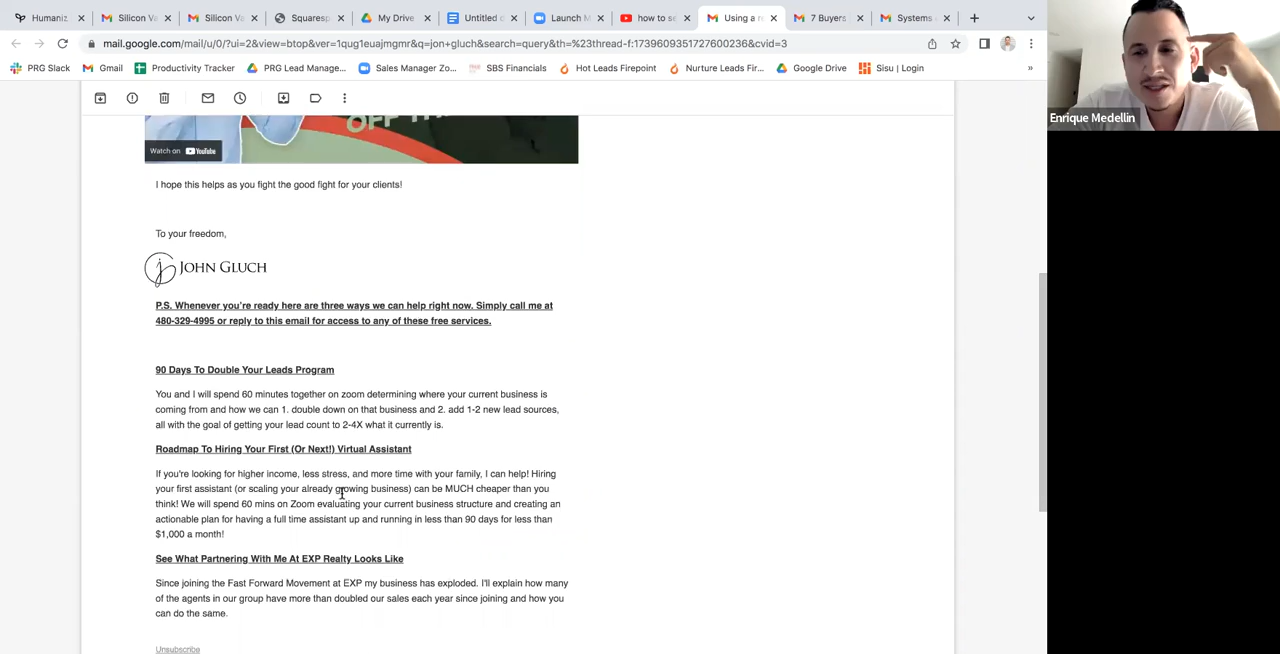 Humaniz
Silicon Va
Silicon Va
Squaresp
My Drive
Untitled
Launch M
how to se
Using a r
7 Buyers
Systems
mail.google.com/mail/u/0/?ui=2&view=btop&ver=1qug1euajmgmr&q=jon+gluch&search=query&th=%23thread-f:1739609351727600236&cvid=3
PRG Slack
Gmail
Productivity Tracker
PRG Lead Manage...
Sales Manager Zo...
SBS Financials
Hot Leads Firepoint
Nurture Leads Fir...
Google Drive
Sisu | Login
»
Enrique Medellin
OFF TH
Watch on YouTube
I hope this helps as you fight the good fight for your clients!
To your freedom,
j JOHN GLUCH
P.S. Whenever you're ready here are three ways we can help right now. Simply call me at
480-329-4995 or reply to this email for access to any of these free services.
90 Days To Double Your Leads Program
You and I will spend 60 minutes together on zoom determining where your current business is
coming from and how we can 1. double down on that business and 2. add 1-2 new lead sources,
all with the goal of getting your lead count to 2-4X what it currently is.
Roadmap To Hiring Your First (Or Next!) Virtual Assistant
If you're looking for higher income, less stress, and more time with your family, I can help! Hiring
your first assistant (or scaling your already growing business) can be MUCH cheaper than you
think! We will spend 60 mins on Zoom evaluating your current business structure and creating an
actionable plan for having a full time assistant up and running in less than 90 days for less than
$1,000 a month!
See What Partnering With Me At EXP Realty Looks Like
Since joining the Fast Forward Movement at EXP my business has exploded. I'll explain how many
of the agents in our group have more than doubled our sales each year since joining and how you
can do the same.
Unsubscribe